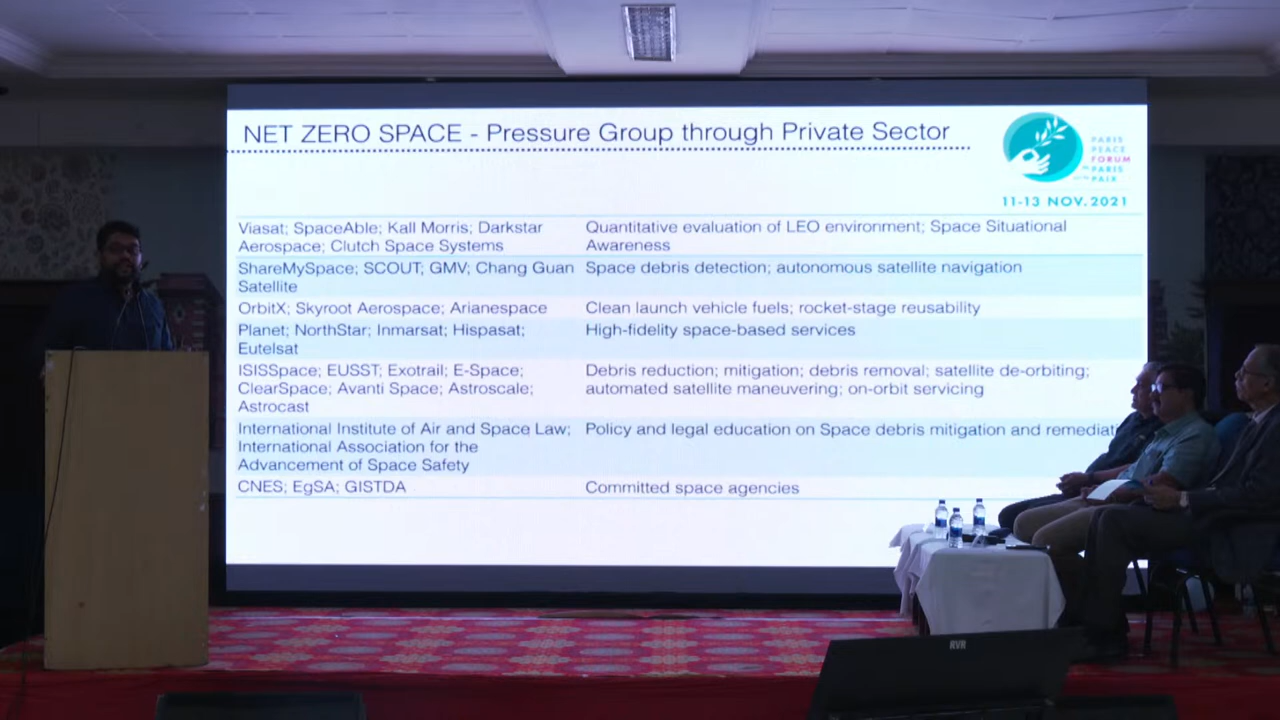 NET ZERO SPACE - Pressure Group through Private Sector
PARIS
PEACE
FORUM
PARIS
PAIX
11-13 NOV.2021
Viasat; SpaceAble; Kall Morris; Darkstar
Aerospace; Clutch Space Systems
Quantitative evaluation of LEO environment; Space Situational
Awareness
ShareMySpace; SCOUT; GMV; Chang Guan
Satellite
Space debris detection; autonomous satellite navigation
OrbitX; Skyroot Aerospace; Arianespace
Clean launch vehicle fuels; rocket-stage reusability
Planet; NorthStar; Inmarsat; Hispasat;
Eutelsat
High-fidelity space-based services
ISISSpace; EUSST; Exotrail; E-Space;
ClearSpace; Avanti Space; Astroscale;
Astrocast
Debris reduction; mitigation; debris removal; satellite de-orbiting;
automated satellite maneuvering; on-orbit servicing
International Institute of Air and Space Law;
International Association for the
Advancement of Space Safety
Policy and legal education on Space debris mitigation and remediati
CNES; EgSA; GISTDA
Committed space agencies
RVR